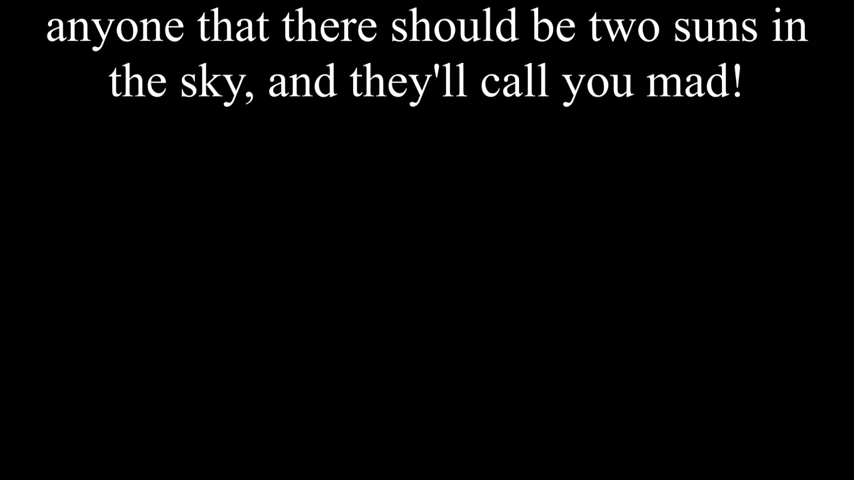 anyone that there should be two suns in
the sky, and they'll call you mad!